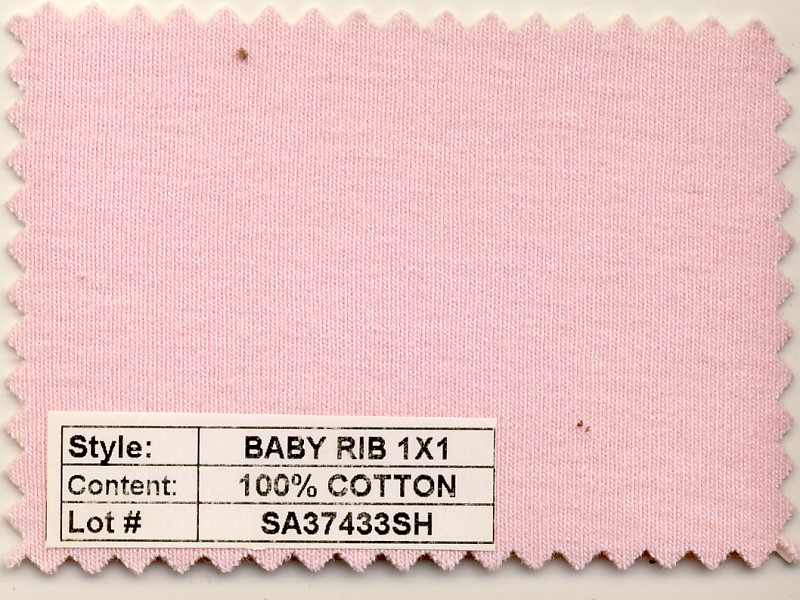 Style: BABY RIB 1X1
Content: 100% COTTON
Lot # SA37433SH